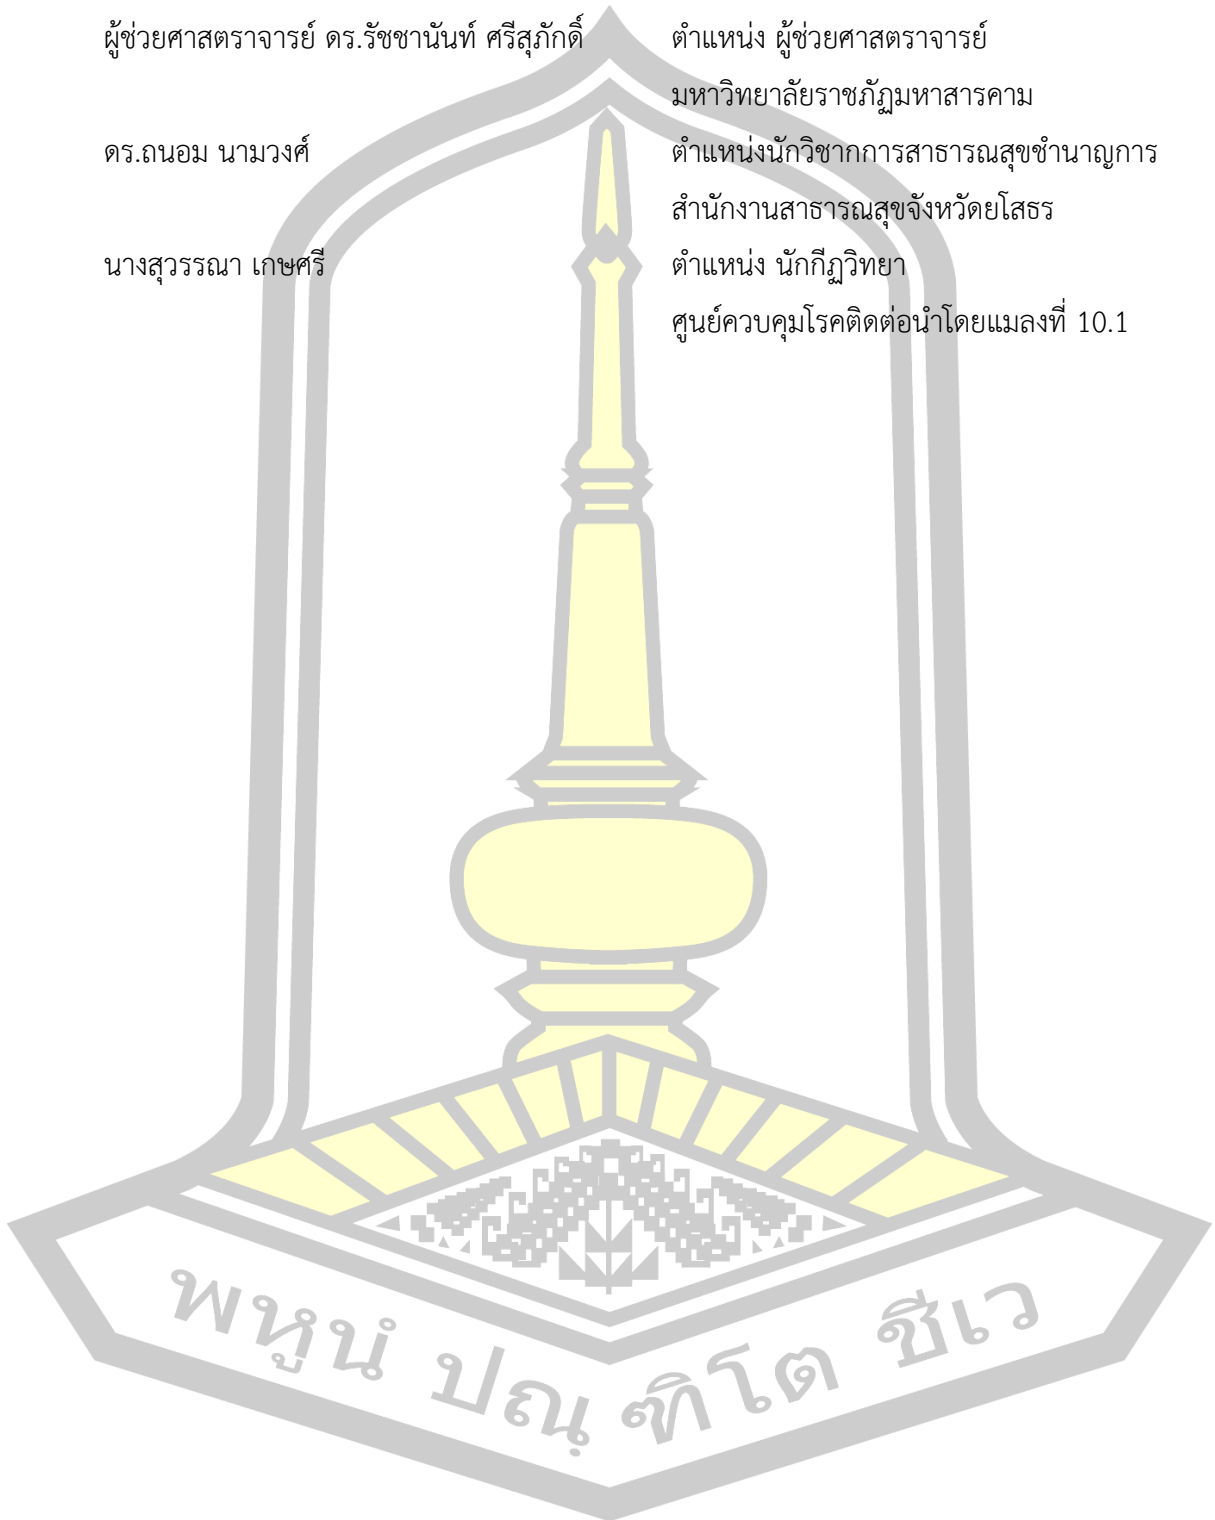 ผู้ช่วยศาสตราจารย์ ดร.รัชชานันท์ ศรีสุภักดิ์ ตำแหน่ง ผู้ช่วยศาสตราจารย์
มหาวิทยาลัยราชภัฏมหาสารคาม
ดร.ถนอม นามวงศ์ ตำแหน่งนักวิชากการสาธารณสุขชำนาญการ
สำนักงานสาธารณสุขจังหวัดยโสธร
นางสุวรรณา เกษศรี ตำแหน่ง นักกีฏวิทยา
ศูนย์ควบคุมโรคติดต่อนำโดยแมลงที่ 10.1
พหูนํ ปณฺ ฑิโต ชีเว